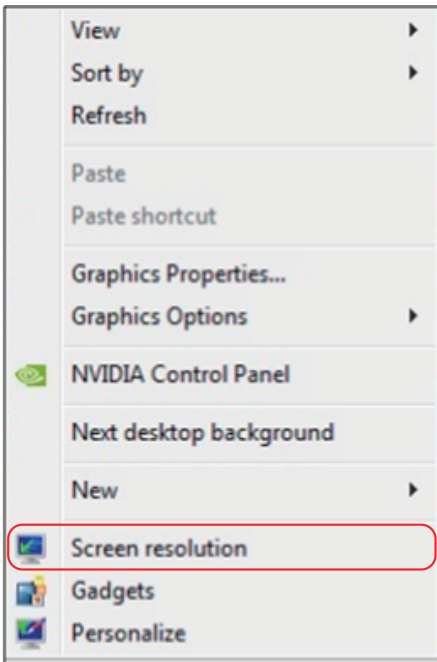 View
Sort by
Refresh
Paste
Paste shortcut
Graphics Properties...
Graphics Options
NVIDIA Control Panel
Next desktop background
New
Screen resolution
Gadgets
Personalize